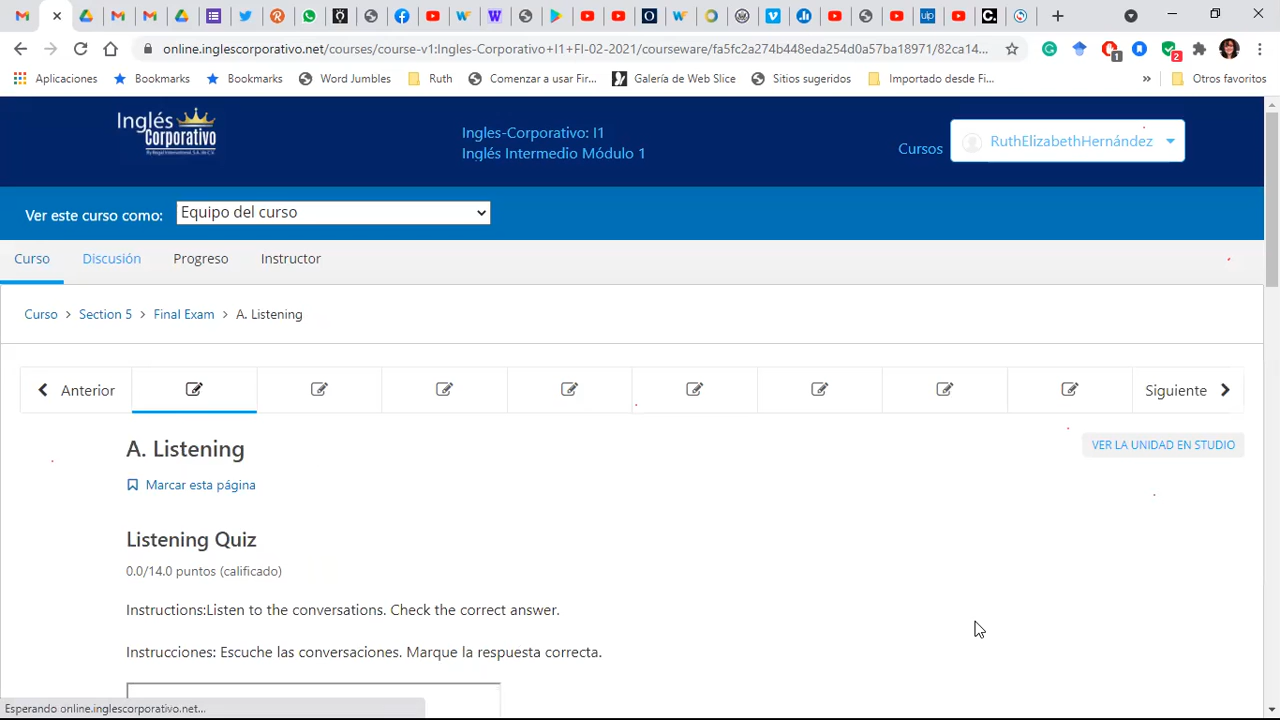 online.inglescorporativo.net/courses/course-v1:Ingles-Corporativo+I1+FI-02-2021/courseware/fa5fc2a274b448eda254d0a57ba18971/82ca14...
Aplicaciones Bookmarks Bookmarks Word Jumbles Ruth Comenzar a usar Fir... Galería de Web Slice Sitios sugeridos Importado desde Fi... » Otros favoritos
Inglés Corporativo
By Regal International, S.A. de C.V.
Ingles-Corporativo: I1
Inglés Intermedio Módulo 1
Cursos
RuthElizabethHernández
Ver este curso como: Equipo del curso
Curso Discusión Progreso Instructor
Curso > Section 5 > Final Exam > A. Listening
Anterior Siguiente
A. Listening
VER LA UNIDAD EN STUDIO
Marcar esta página
Listening Quiz
0.0/14.0 puntos (calificado)
Instructions:Listen to the conversations. Check the correct answer.
Instrucciones: Escuche las conversaciones. Marque la respuesta correcta.
Esperando online.inglescorporativo.net...